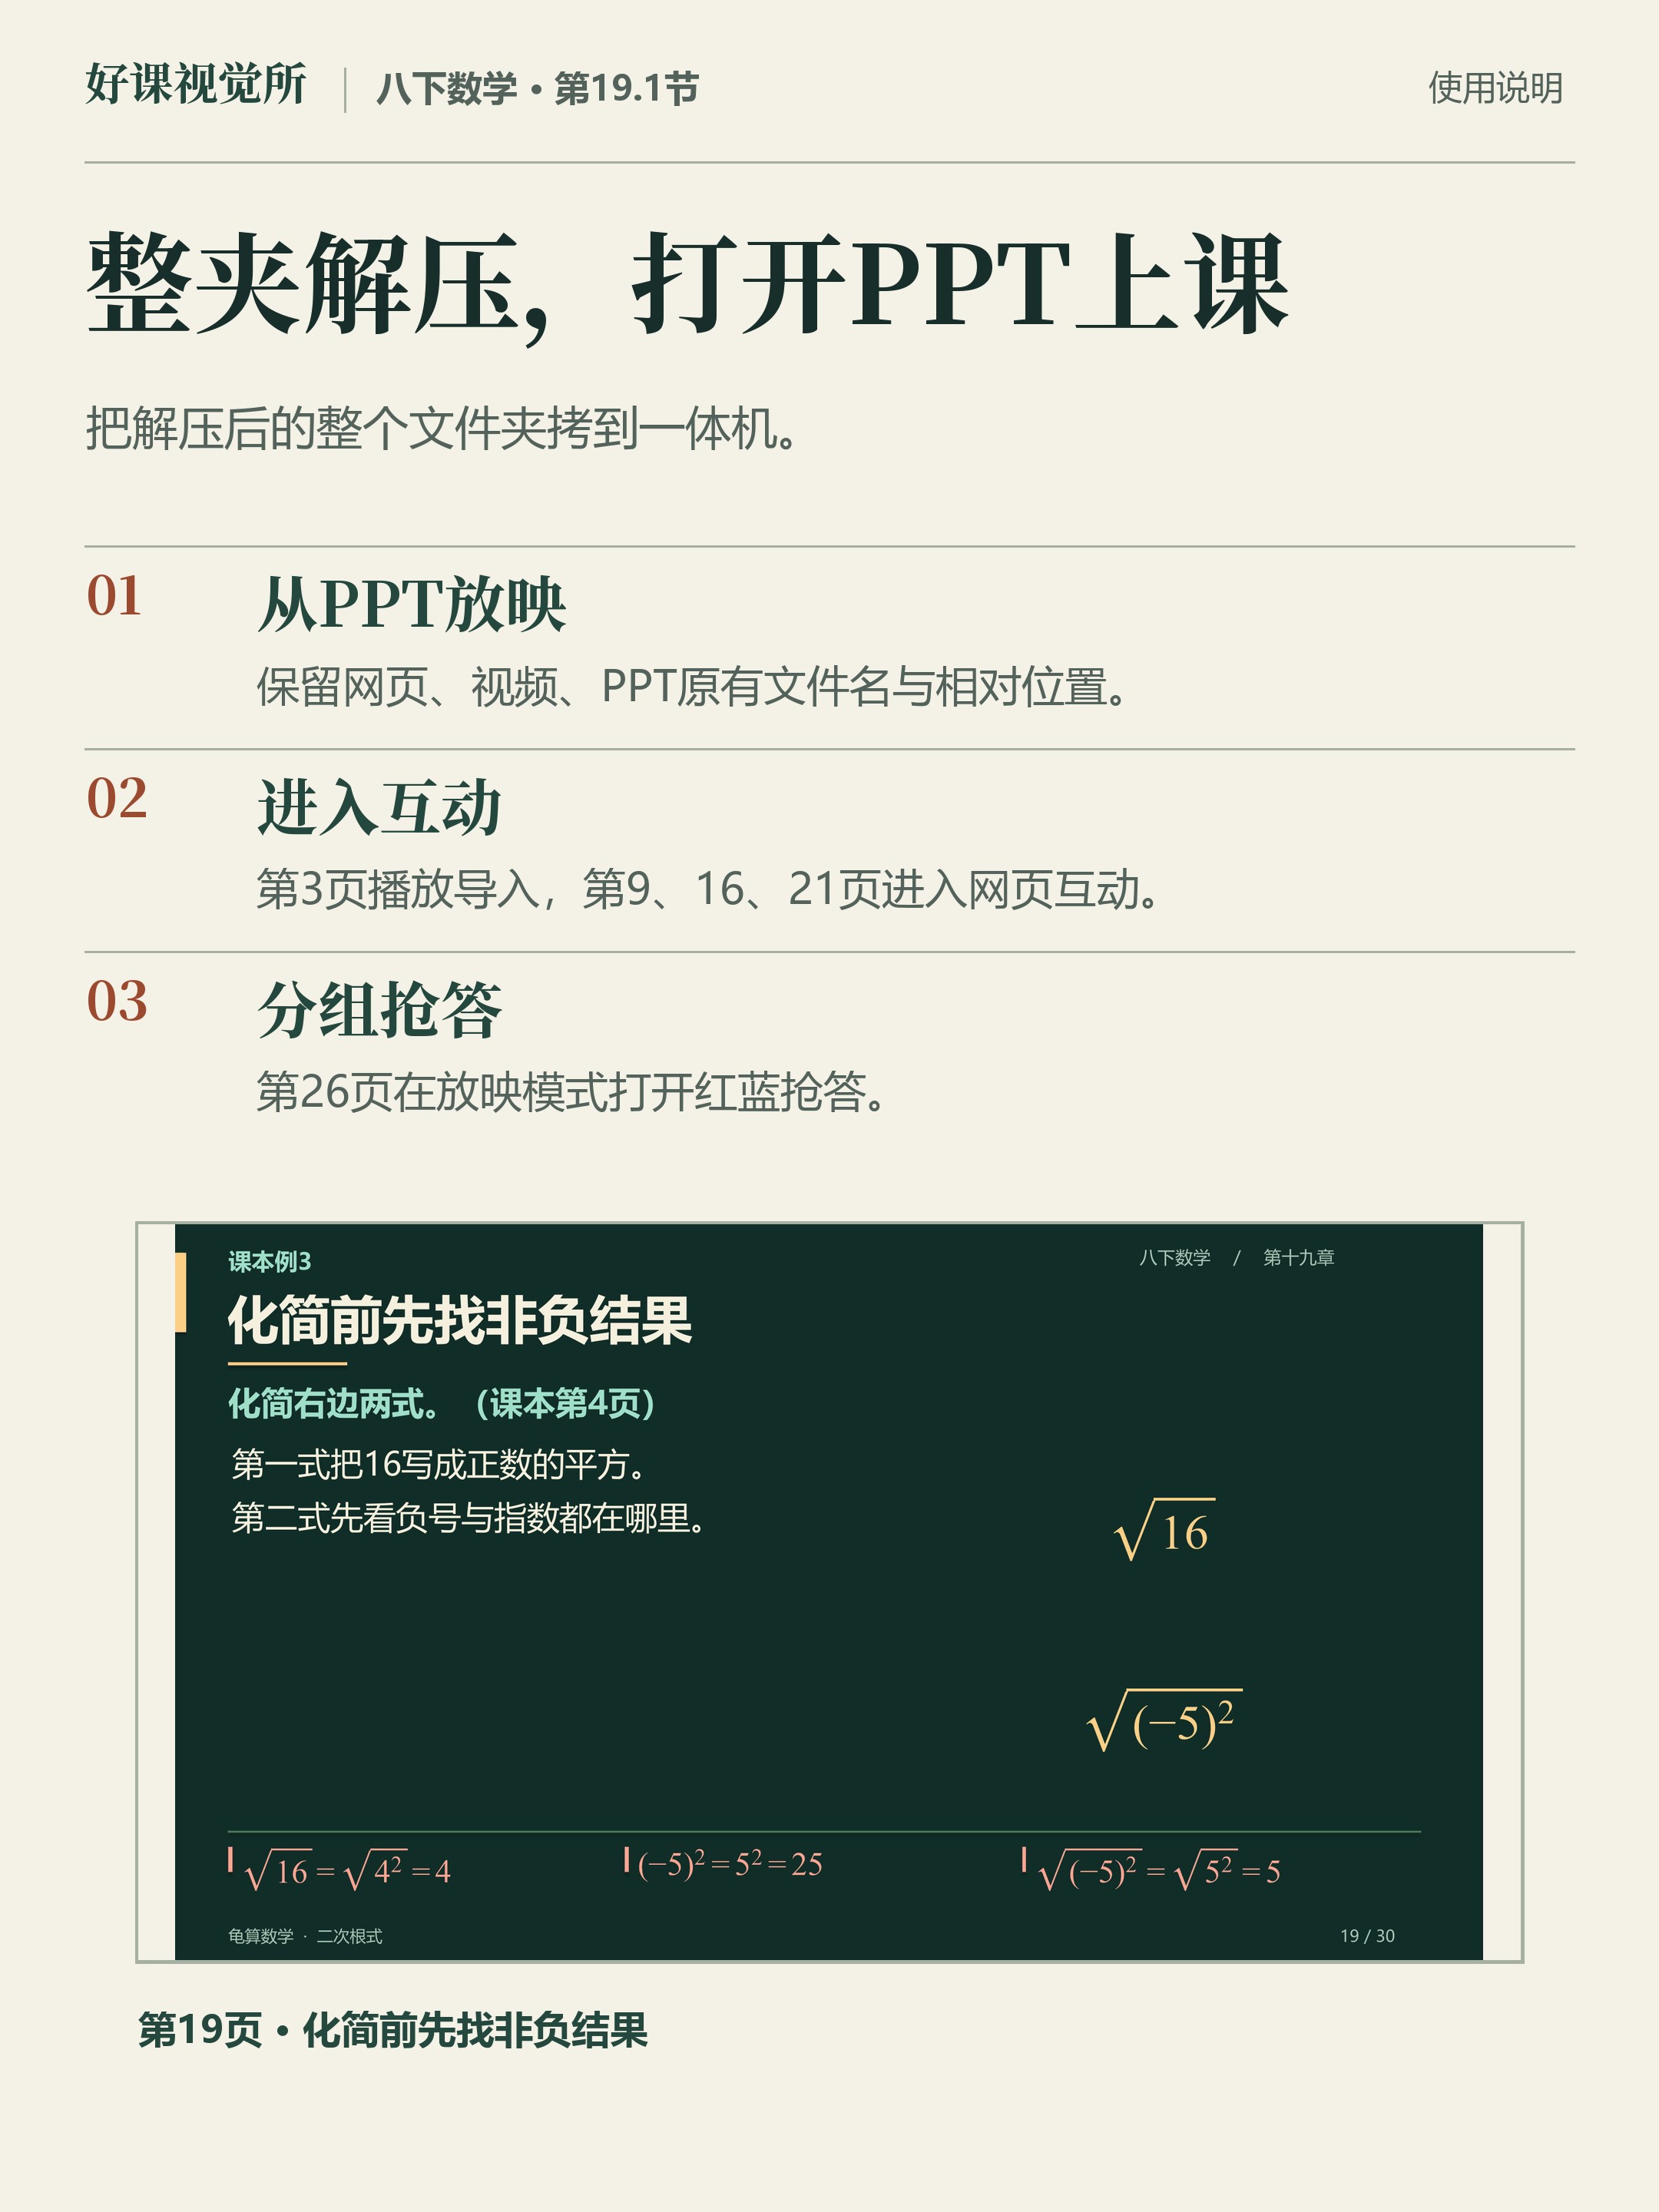 好课视觉所
八下数学·第19.1节
使用说明
整夹解压，打开PPT上课
把解压后的整个文件夹拷到一体机。
01
从PPT放映
保留网页、视频、PPT原有文件名与相对位置。
02
进入互动
第3页播放导入，第9、16、21页进入网页互动。
03
分组抢答
第26页在放映模式打开红蓝抢答。
课本例3
八下数学 / 第十九章
化简前先找非负结果
化简右边两式。（课本第4页）
第一式把16写成正数的平方。
第二式先看负号与指数都在哪里。
√16
√(−5)²
√16=√4²=4
(−5)²=5²=25
√(−5)²=√5²=5
龟算数学 · 二次根式
19 / 30
第19页·化简前先找非负结果